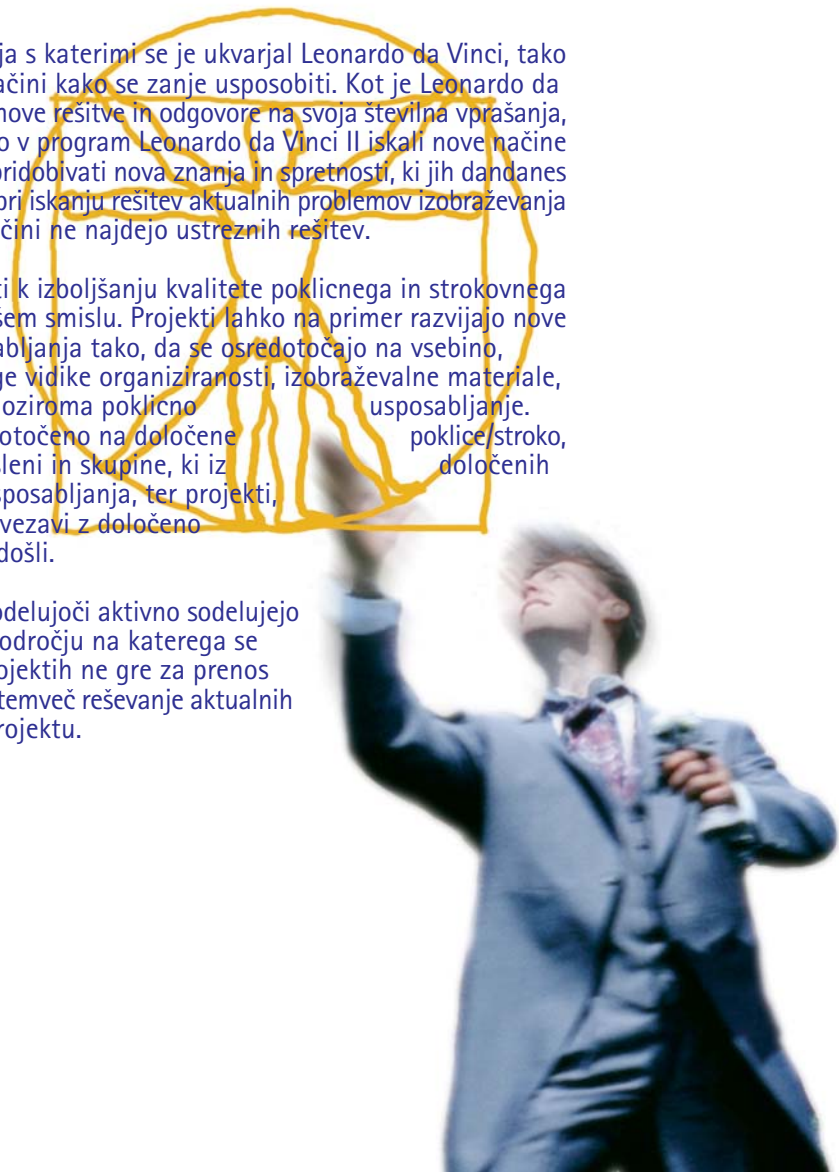 ja s katerimi se je ukvarjal Leonardo da Vinci, tako
ačini kako se zanje usposobiti. Kot je Leonardo da
nove rešitve in odgovore na svoja številna vprašanja,
o v program Leonardo da Vinci II iskali nove načine
pridobivati nova znanja in spretnosti, ki jih dandanes
pri iskanju rešitev aktualnih problemov izobraževanja
čini ne najdejo ustreznih rešitev.
ti k izboljšanju kvalitete poklicnega in strokovnega
šem smislu. Projekti lahko na primer razvijajo nove
abljanja tako, da se osredotočajo na vsebino,
ge vidike organiziranosti, izobraževalne materiale,
oziroma poklicno usposabljanje.
otočeno na določene poklice/stroko,
sleni in skupine, ki iz določenih
sposabljanja, ter projekti,
vezavi z določeno
došli.
odelujoči aktivno sodelujejo
področju na katerega se
ojektih ne gre za prenos
temveč reševanje aktualnih
rojektu.